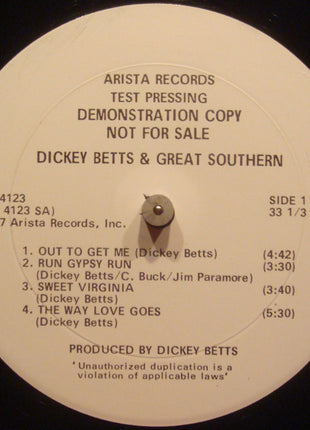 ARISTA RECORDS
TEST PRESSING
DEMONSTRATION COPY
NOT FOR SALE
DICKEY BETTS & GREAT SOUTHERN
4123 SIDE 1
4123 SA) 33 1/3
7 Arista Records, Inc.
1. OUT TO GET ME (Dickey Betts) (4:42)
2. RUN GYPSY RUN (3:30)
(Dickey Betts/C. Buck/Jim Paramore)
3. SWEET VIRGINIA (3:40)
(Dickey Betts)
4. THE WAY LOVE GOES (5:30)
(Dickey Betts)
PRODUCED BY DICKEY BETTS
'Unauthorized duplication is a
violation of applicable laws'